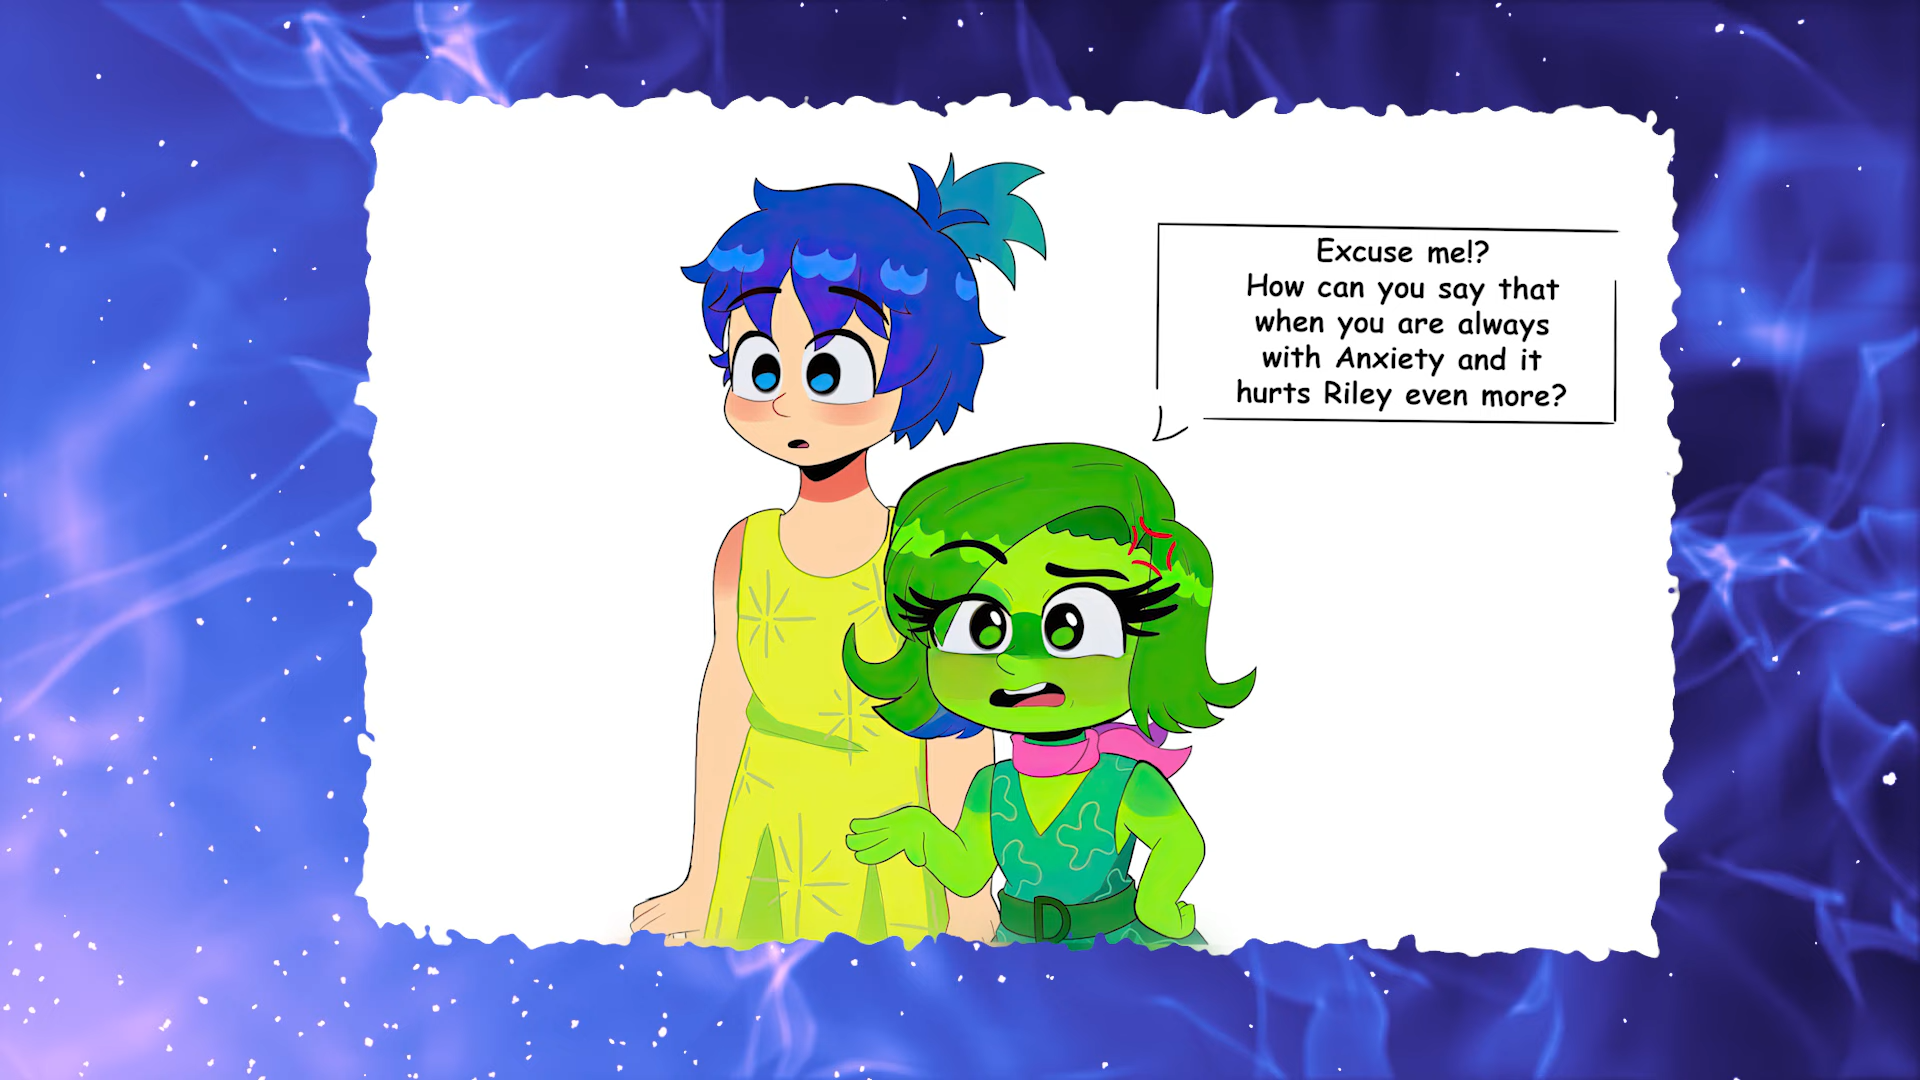 Excuse me!?
How can you say that
when you are always
with Anxiety and it
hurts Riley even more?
D